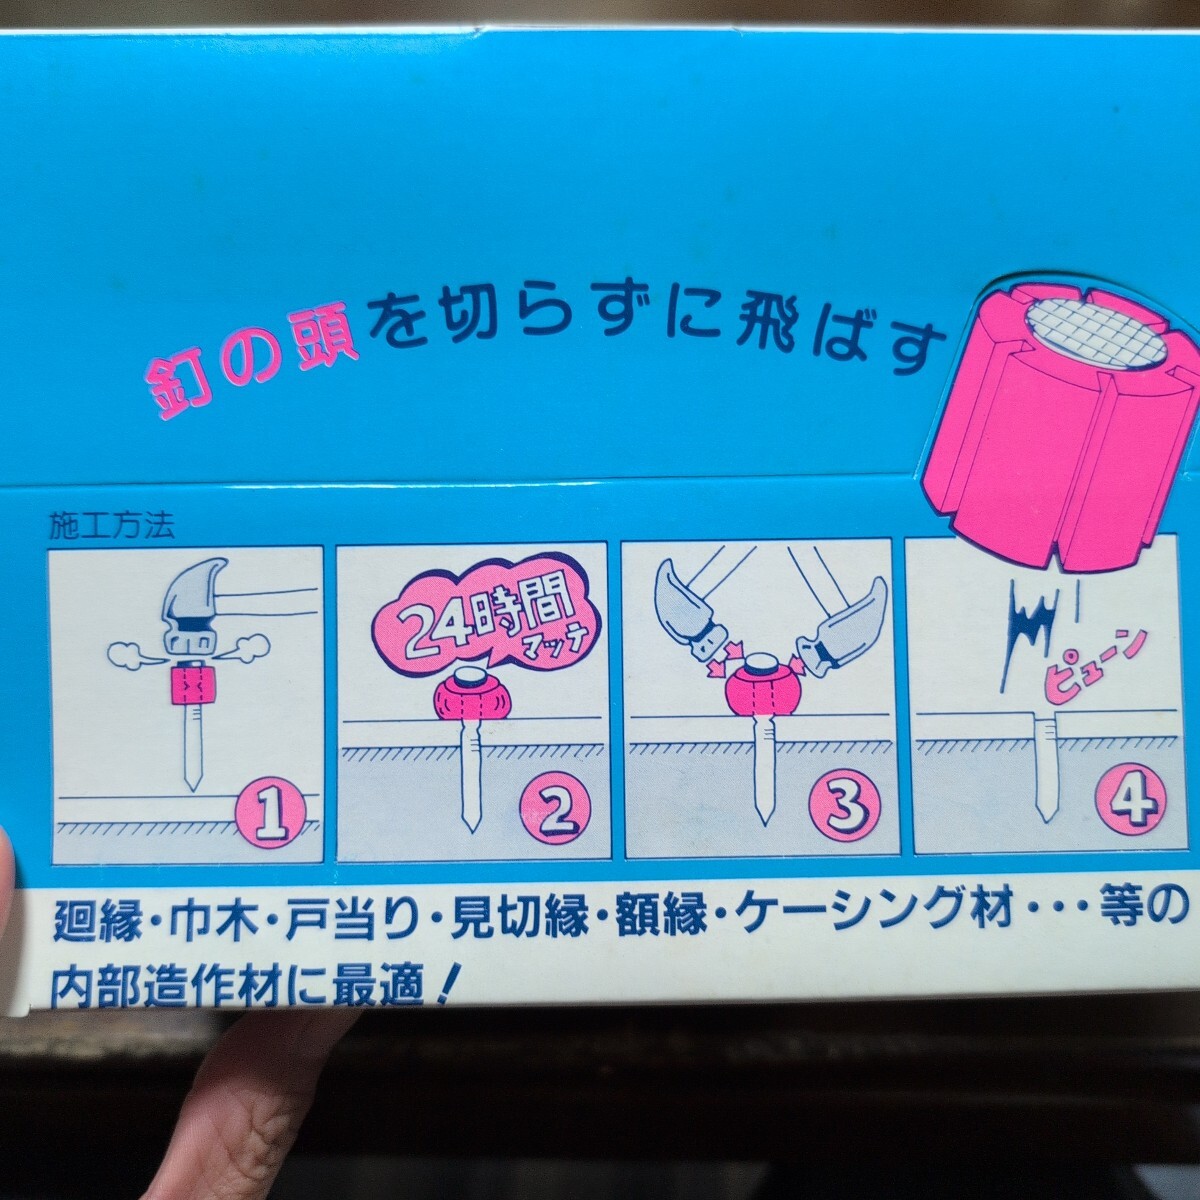 釘の頭を切らずに飛ばす
施工方法
1
24時間
マッテ
2
3
ピューン
4
廻縁・巾木・戸当り・見切縁・額縁・ケーシング材・・・等の
内部造作材に最適!